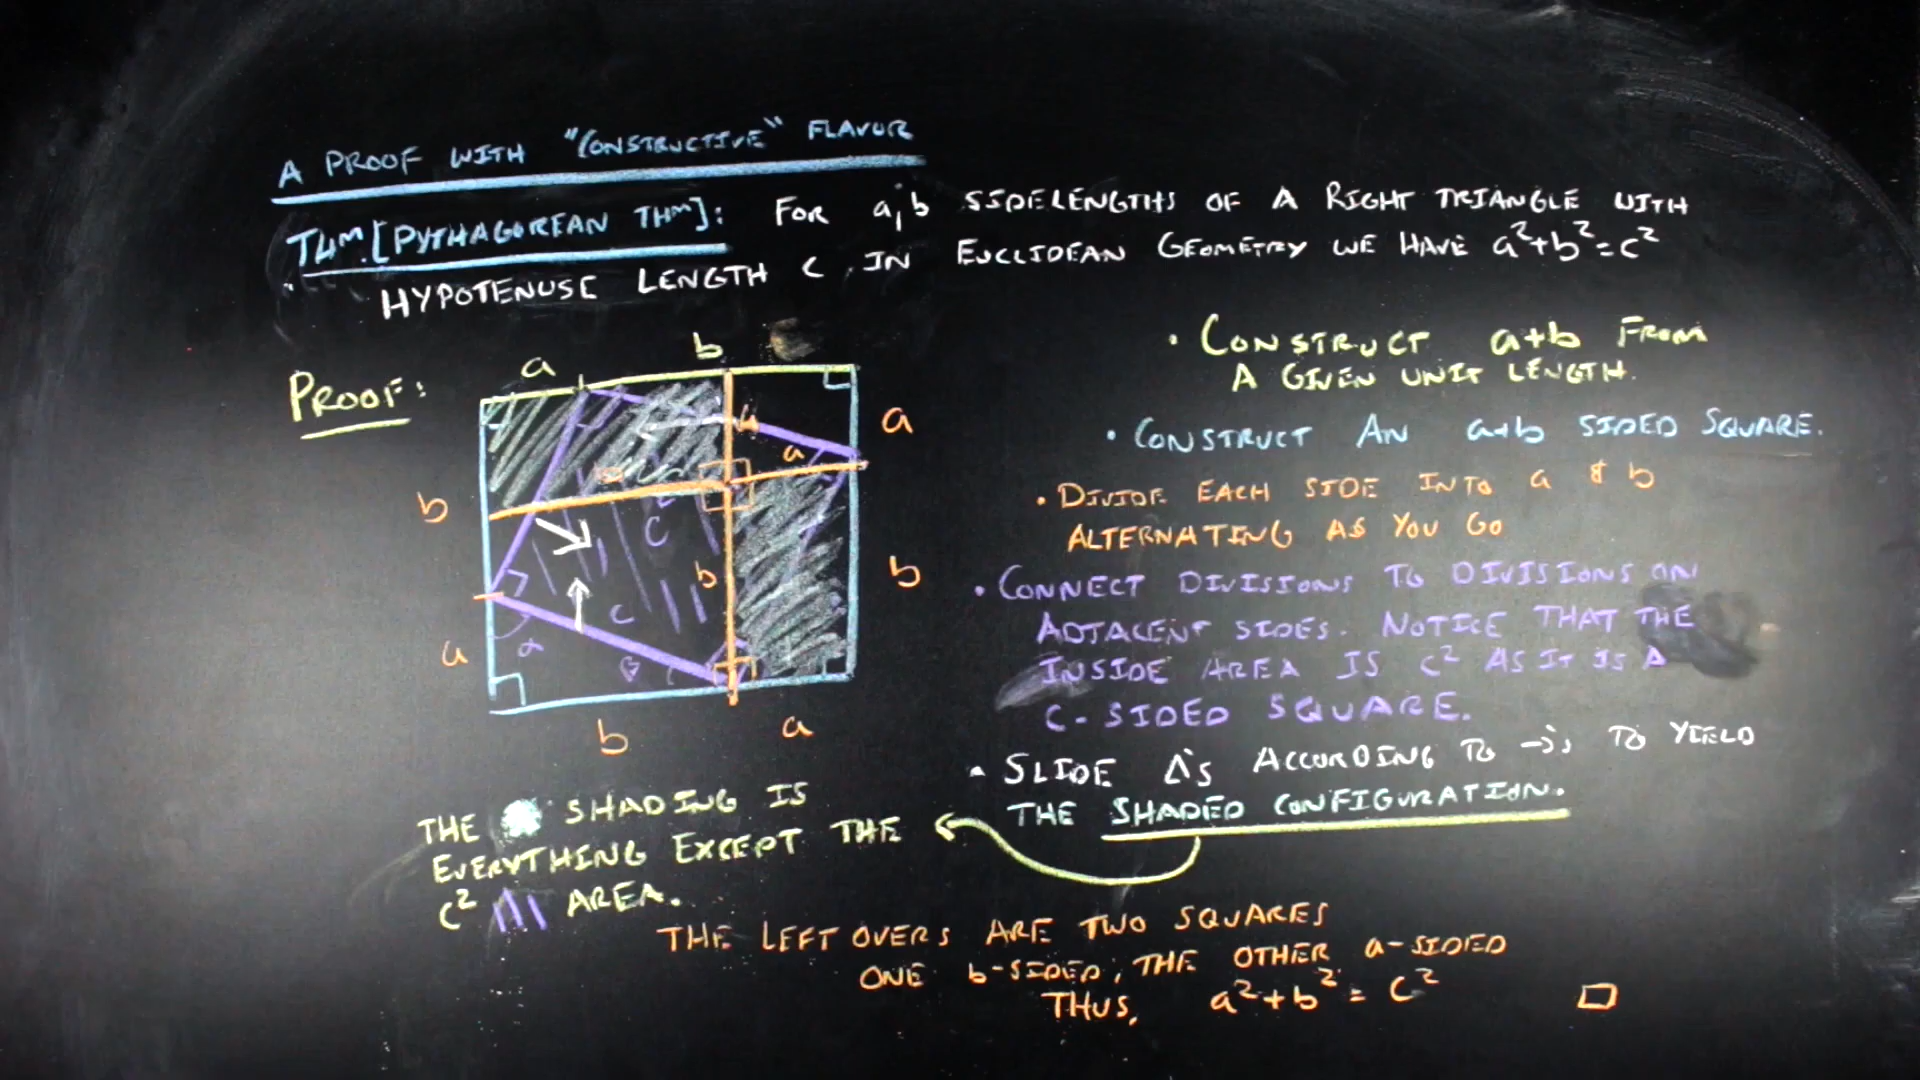 A PROOF WITH "CONSTRUCTIVE" FLAVOR
THᴹ.[PYTHAGOREAN THᴹ]: FOR a, b SIDELENGTHS OF A RIGHT TRIANGLE WITH
HYPOTENUSE LENGTH C, IN EUCLIDEAN GEOMETRY WE HAVE a²+b²=c²
PROOF:
a b
b a
a b
b a
a
a
b
b
c
c
α β
• CONSTRUCT a+b FROM
A GIVEN UNIT LENGTH.
• CONSTRUCT AN a+b SIDED SQUARE.
• DIVIDE EACH SIDE INTO a & b
ALTERNATING AS YOU GO
• CONNECT DIVISIONS TO DIVISIONS ON
ADJACENT SIDES. NOTICE THAT THE
INSIDE AREA IS C² AS IT IS A
C-SIDED SQUARE.
• SLIDE Δ's ACCORDING TO →'s TO YIELD
THE SHADED CONFIGURATION.
THE SHADING IS
EVERYTHING EXCEPT THE
C² AREA.
THE LEFT OVERS ARE TWO SQUARES
ONE b-SIDED, THE OTHER a-SIDED
THUS, a²+b² = C² □